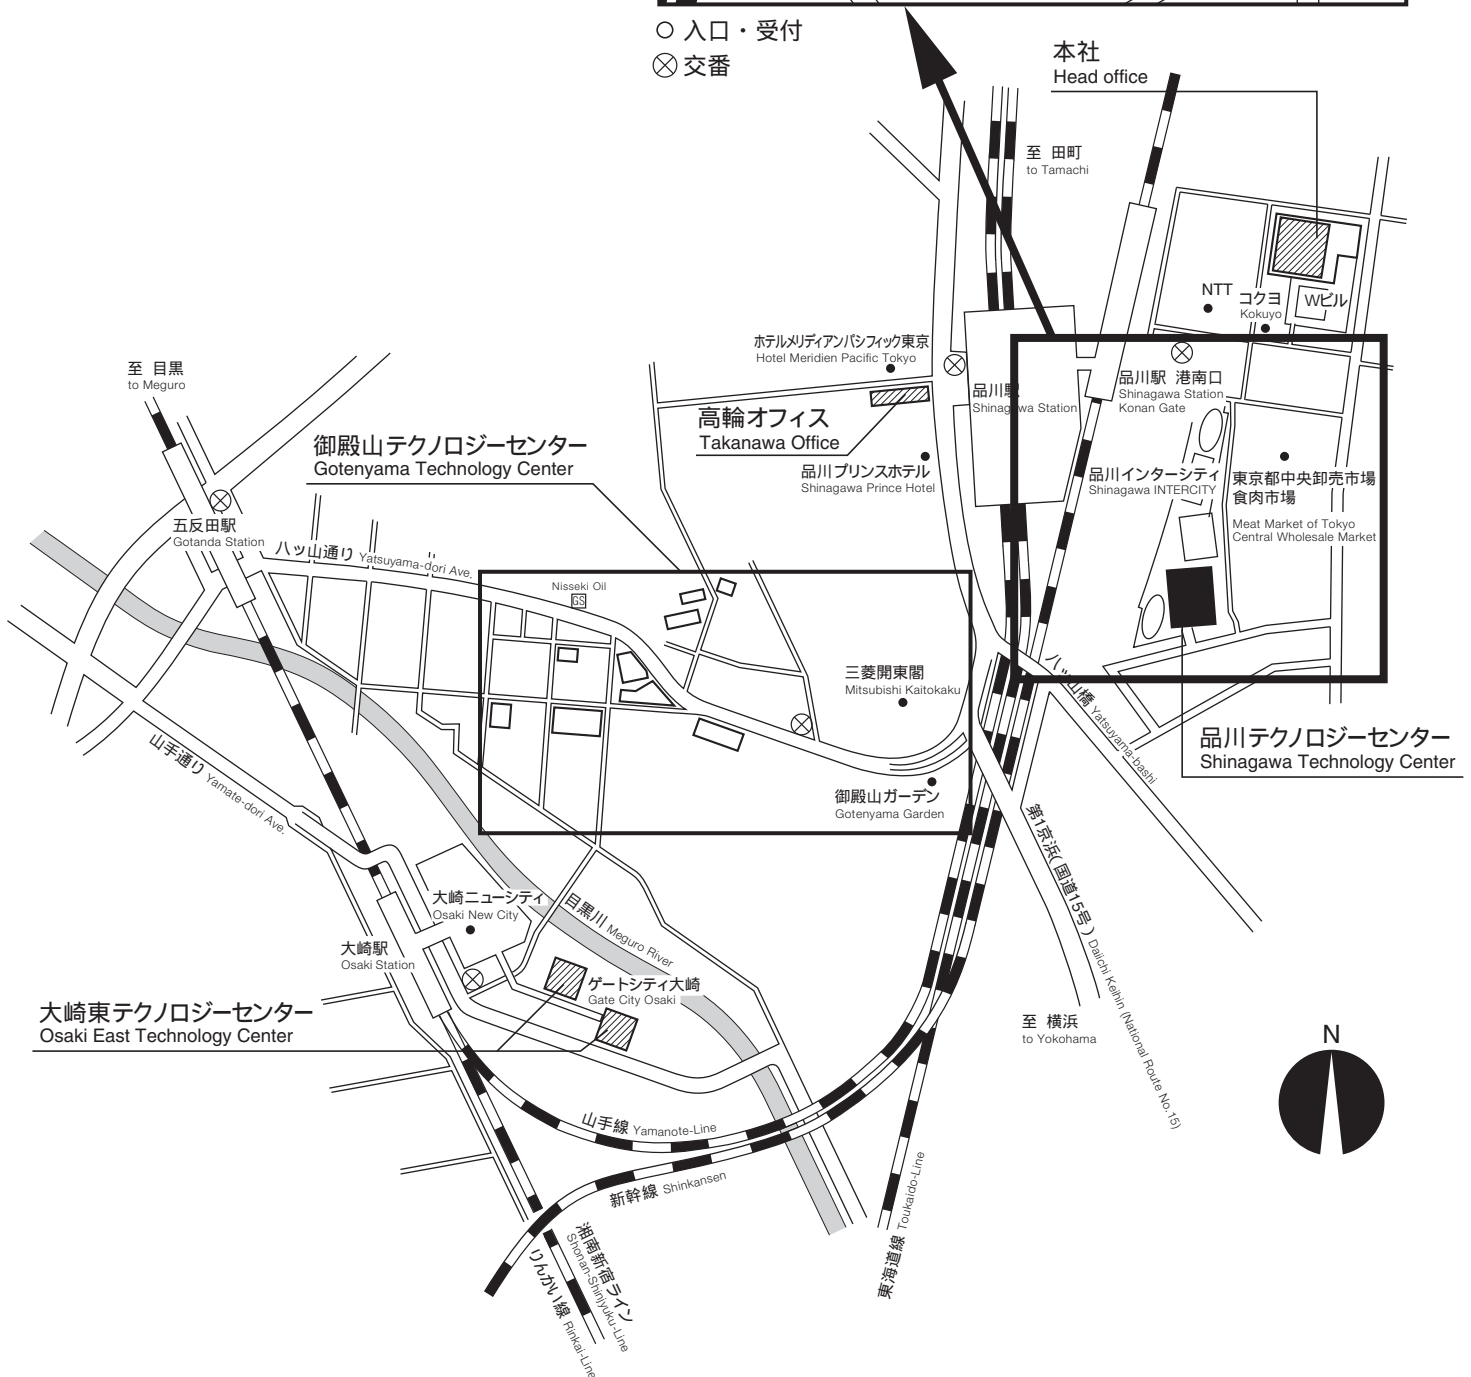 入口・受付
交番
本社
Head office
至 田町
to Tamachi
NTT
コクヨ
Kokuyo
Wビル
ホテルメリディアンパシフィック東京
Hotel Meridien Pacific Tokyo
至 目黒
to Meguro
品川駅
Shinagawa Station
品川駅 港南口
Shinagawa Station
Konan Gate
高輪オフィス
Takanawa Office
御殿山テクノロジーセンター
Gotenyama Technology Center
品川プリンスホテル
Shinagawa Prince Hotel
品川インターシティ
Shinagawa INTERCITY
東京都中央卸売市場
食肉市場
Meat Market of Tokyo
Central Wholesale Market
五反田駅
Gotanda Station
八ッ山通り Yatsuyama-dori Ave.
Nisseki Oil
GS
三菱開東閣
Mitsubishi Kaitokaku
八ッ山橋 Yatsuyama-bashi
品川テクノロジーセンター
Shinagawa Technology Center
山手通り Yamate-dori Ave.
御殿山ガーデン
Gotenyama Garden
第1京浜(国道15号) Daiichi Keihin (National Route No.15)
大崎ニューシティ
Osaki New City
目黒川 Meguro River
大崎駅
Osaki Station
ゲートシティ大崎
Gate City Osaki
大崎東テクノロジーセンター
Osaki East Technology Center
至 横浜
to Yokohama
N
山手線 Yamanote-Line
新幹線 Shinkansen
東海道線 Toukaido-Line
湘南新宿ライン
Shonan-Shinjyuku-Line
りんかい線 Rinkai-Line